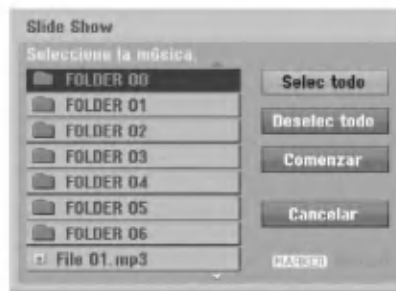 Slide Show
Seleccione la música.
FOLDER 00
FOLDER 01
FOLDER 02
FOLDER 03
FOLDER 04
FOLDER 05
FOLDER 06
File 01.mp3
Selec todo
Deselec todo
Comenzar
Cancelar
MARKER